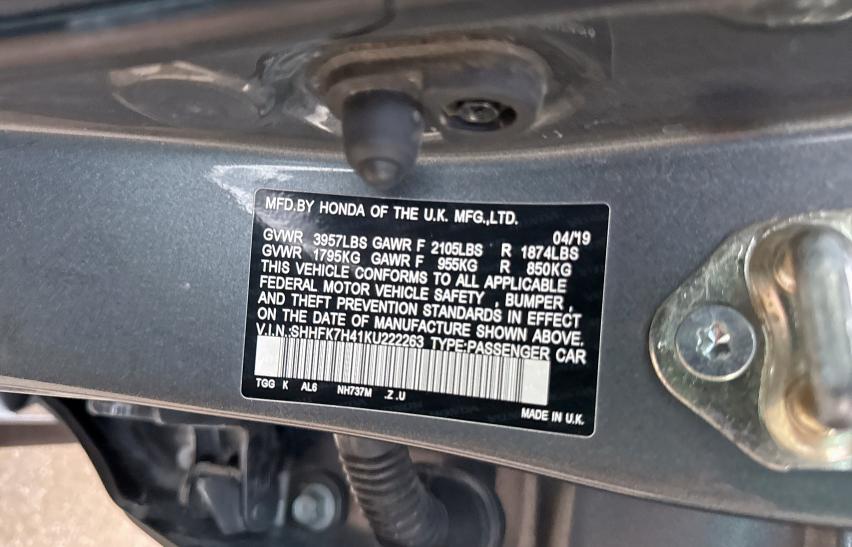 MFD.BY HONDA OF THE U.K. MFG.,LTD.
04/19
GVWR 3957LBS GAWR F 2105LBS R 1874LBS
GVWR 1795KG GAWR F 955KG R 850KG
THIS VEHICLE CONFORMS TO ALL APPLICABLE
FEDERAL MOTOR VEHICLE SAFETY , BUMPER ,
AND THEFT PREVENTION STANDARDS IN EFFECT
ON THE DATE OF MANUFACTURE SHOWN ABOVE.
V.I.N.:SHHFK7H41KU222263 TYPE:PASSENGER CAR
TGG K AL6 NH737M .Z.U
MADE IN U.K.